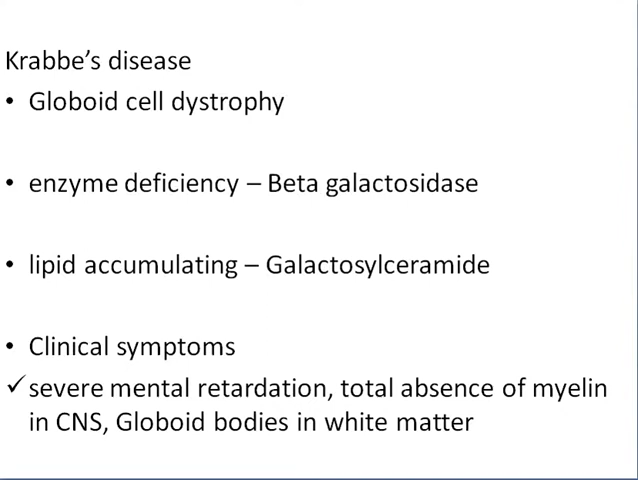 Krabbe’s disease
• Globoid cell dystrophy
• enzyme deficiency – Beta galactosidase
• lipid accumulating – Galactosylceramide
• Clinical symptoms
✓ severe mental retardation, total absence of myelin
in CNS, Globoid bodies in white matter